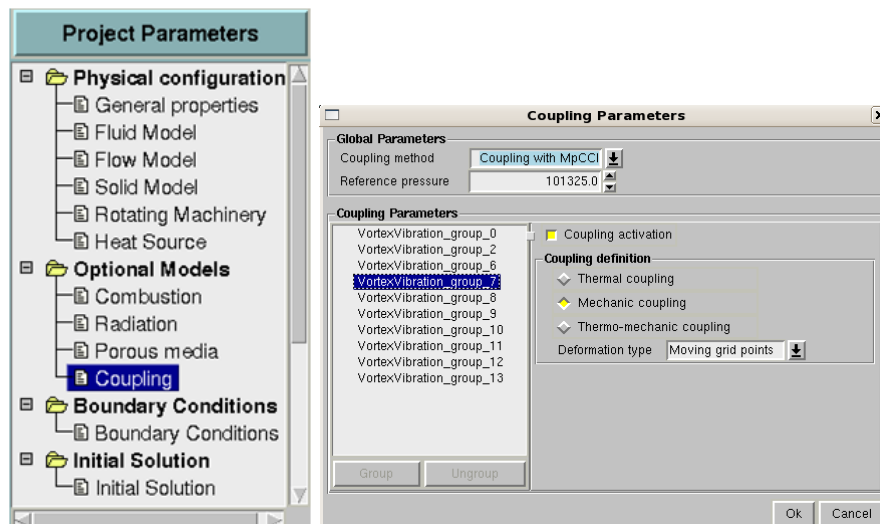 Project Parameters
Physical configuration
General properties
Fluid Model
Flow Model
Solid Model
Rotating Machinery
Heat Source
Optional Models
Combustion
Radiation
Porous media
Coupling
Boundary Conditions
Boundary Conditions
Initial Solution
Initial Solution
Coupling Parameters
Global Parameters
Coupling method Coupling with MpCCI
Reference pressure 101325.0
Coupling Parameters
VortexVibration_group_0
VortexVibration_group_2
VortexVibration_group_6
VortexVibration_group_7
VortexVibration_group_8
VortexVibration_group_9
VortexVibration_group_10
VortexVibration_group_11
VortexVibration_group_12
VortexVibration_group_13
Group Ungroup
Coupling activation
Coupling definition
Thermal coupling
Mechanic coupling
Thermo-mechanic coupling
Deformation type Moving grid points
Ok Cancel